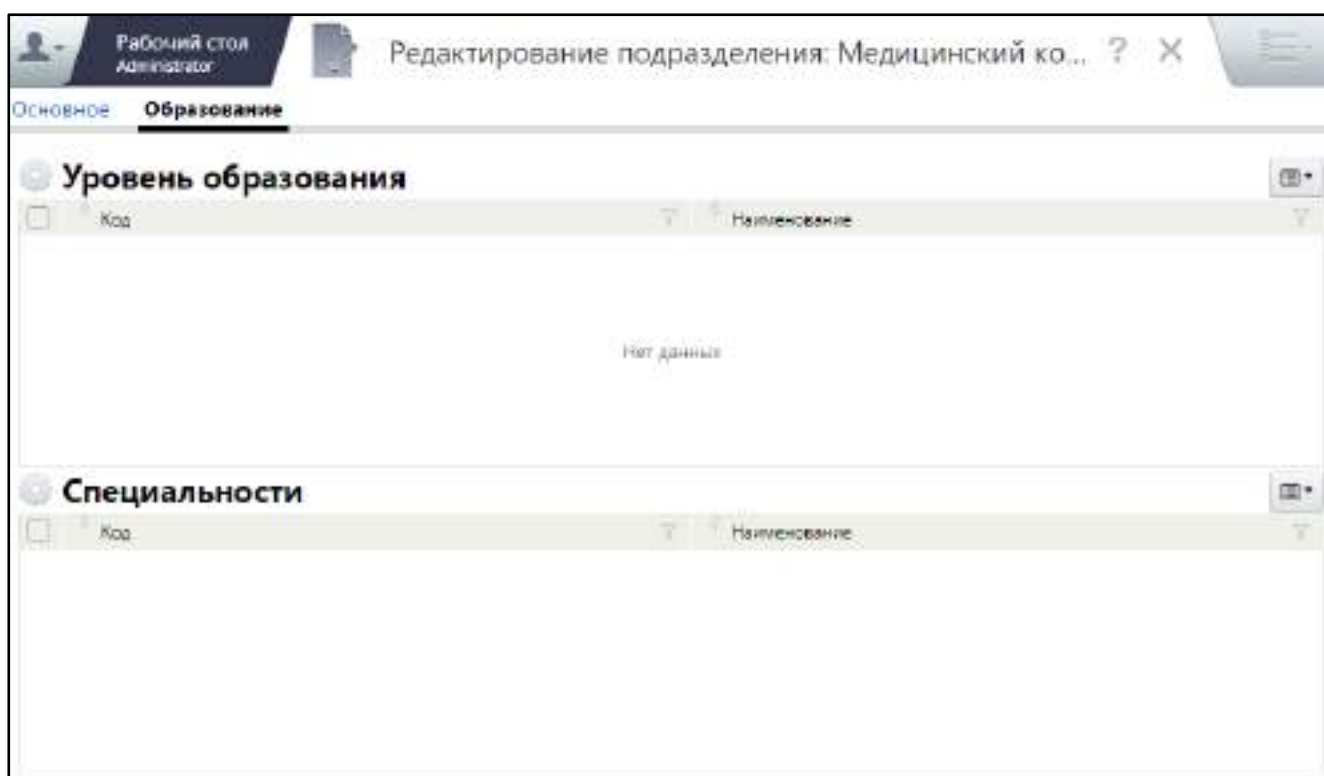 Рабочий стол
Administrator
Редактирование подразделения: Медицинский ко... ? ×
Основное Образование
Уровень образования
Код Наименование
Нет данных
Специальности
Код Наименование